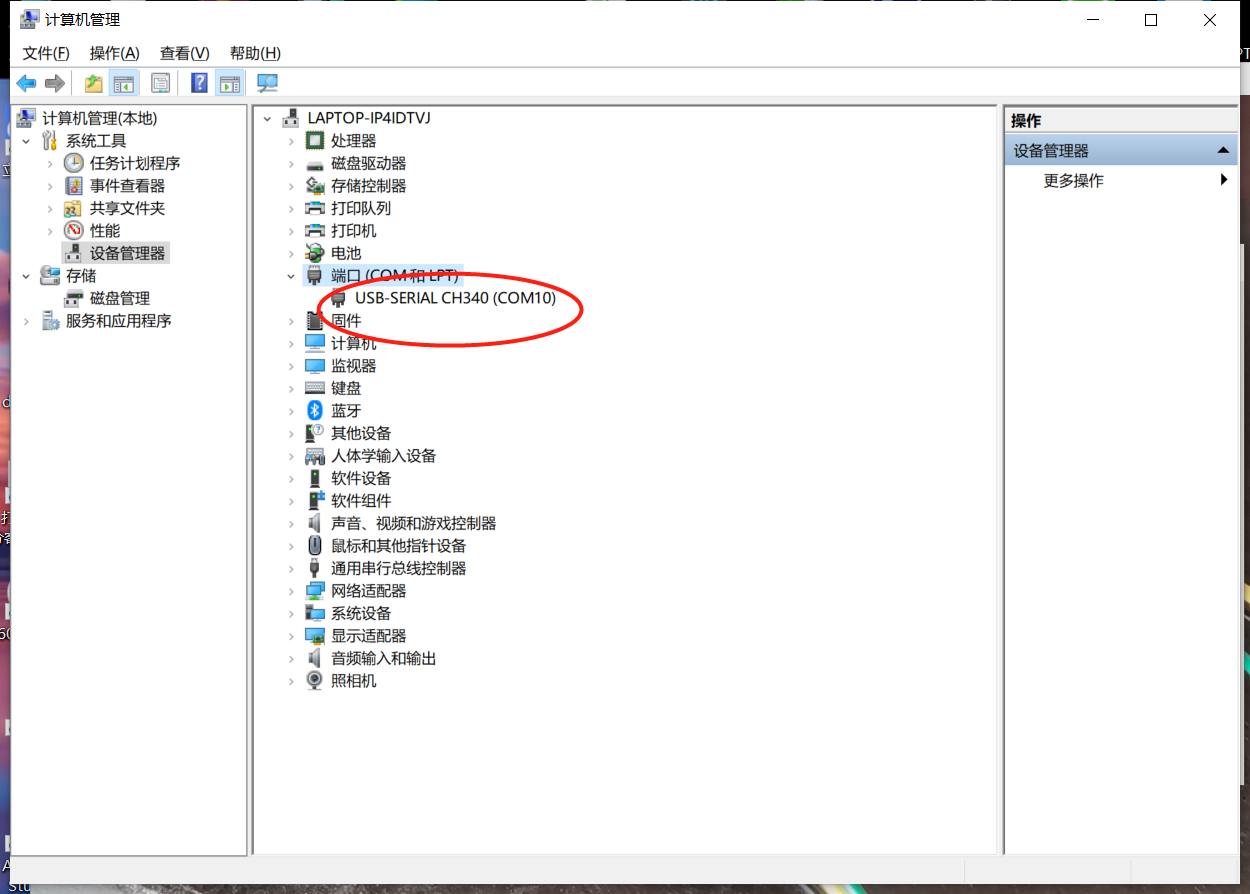 计算机管理
文件(F) 操作(A) 查看(V) 帮助(H)
计算机管理(本地)
系统工具
任务计划程序
事件查看器
共享文件夹
性能
设备管理器
存储
磁盘管理
服务和应用程序
LAPTOP-IP4IDTVJ
处理器
磁盘驱动器
存储控制器
打印队列
打印机
电池
端口 (COM 和 LPT)
USB-SERIAL CH340 (COM10)
固件
计算机
监视器
键盘
蓝牙
其他设备
人体学输入设备
软件设备
软件组件
声音、视频和游戏控制器
鼠标和其他指针设备
通用串行总线控制器
网络适配器
系统设备
显示适配器
音频输入和输出
照相机
操作
设备管理器
更多操作